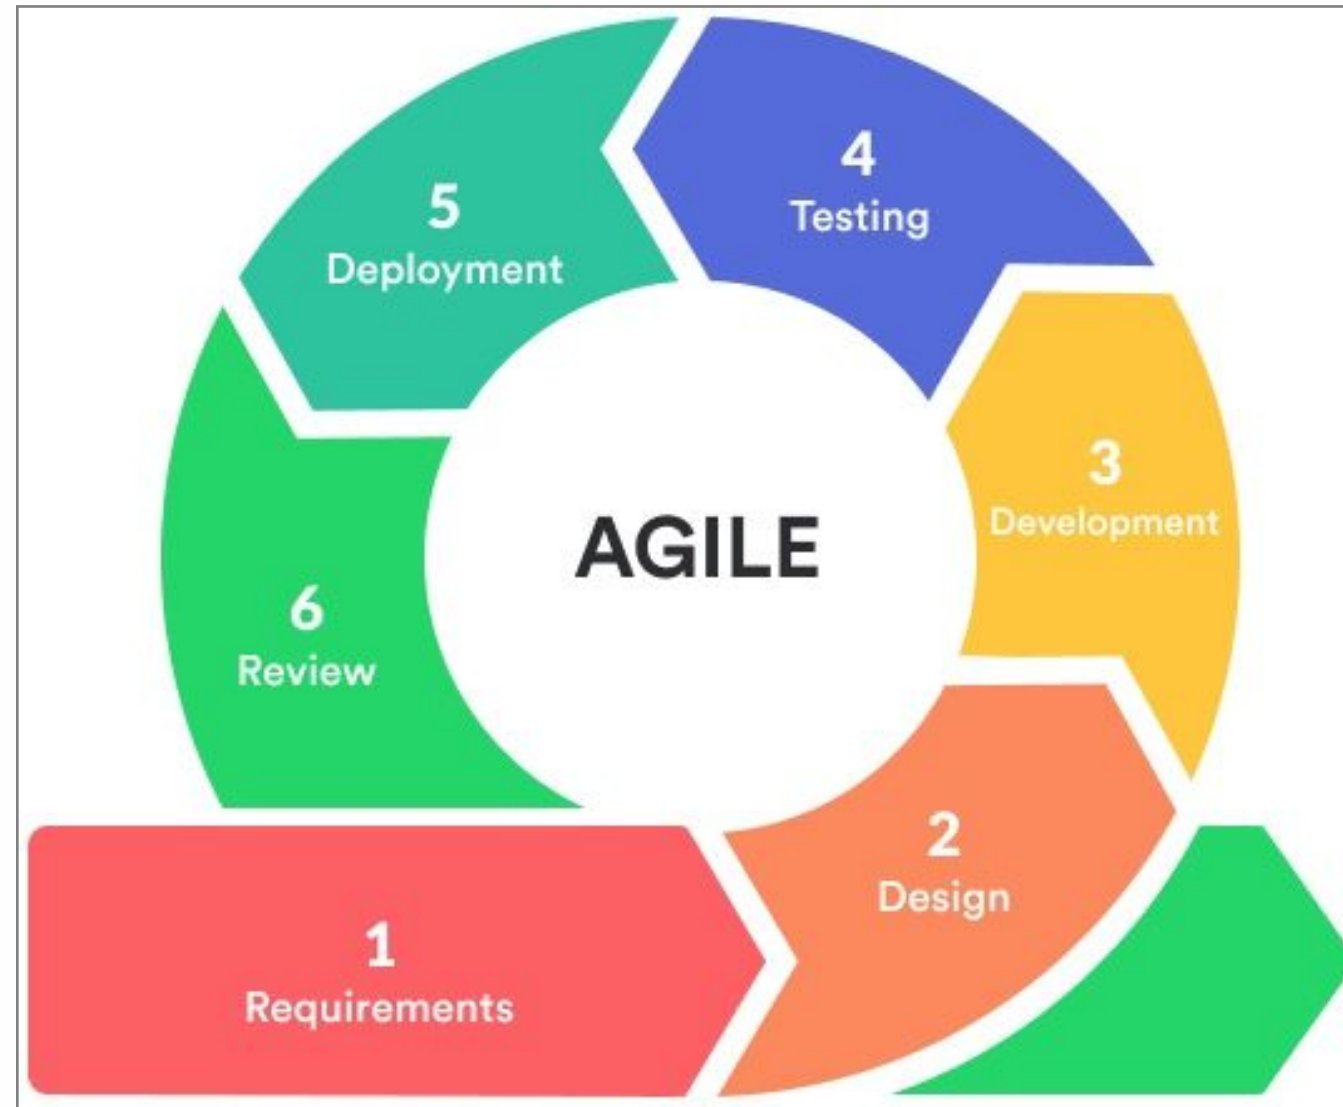 4
Testing
5
Deployment
3
Development
AGILE
6
Review
2
Design
1
Requirements